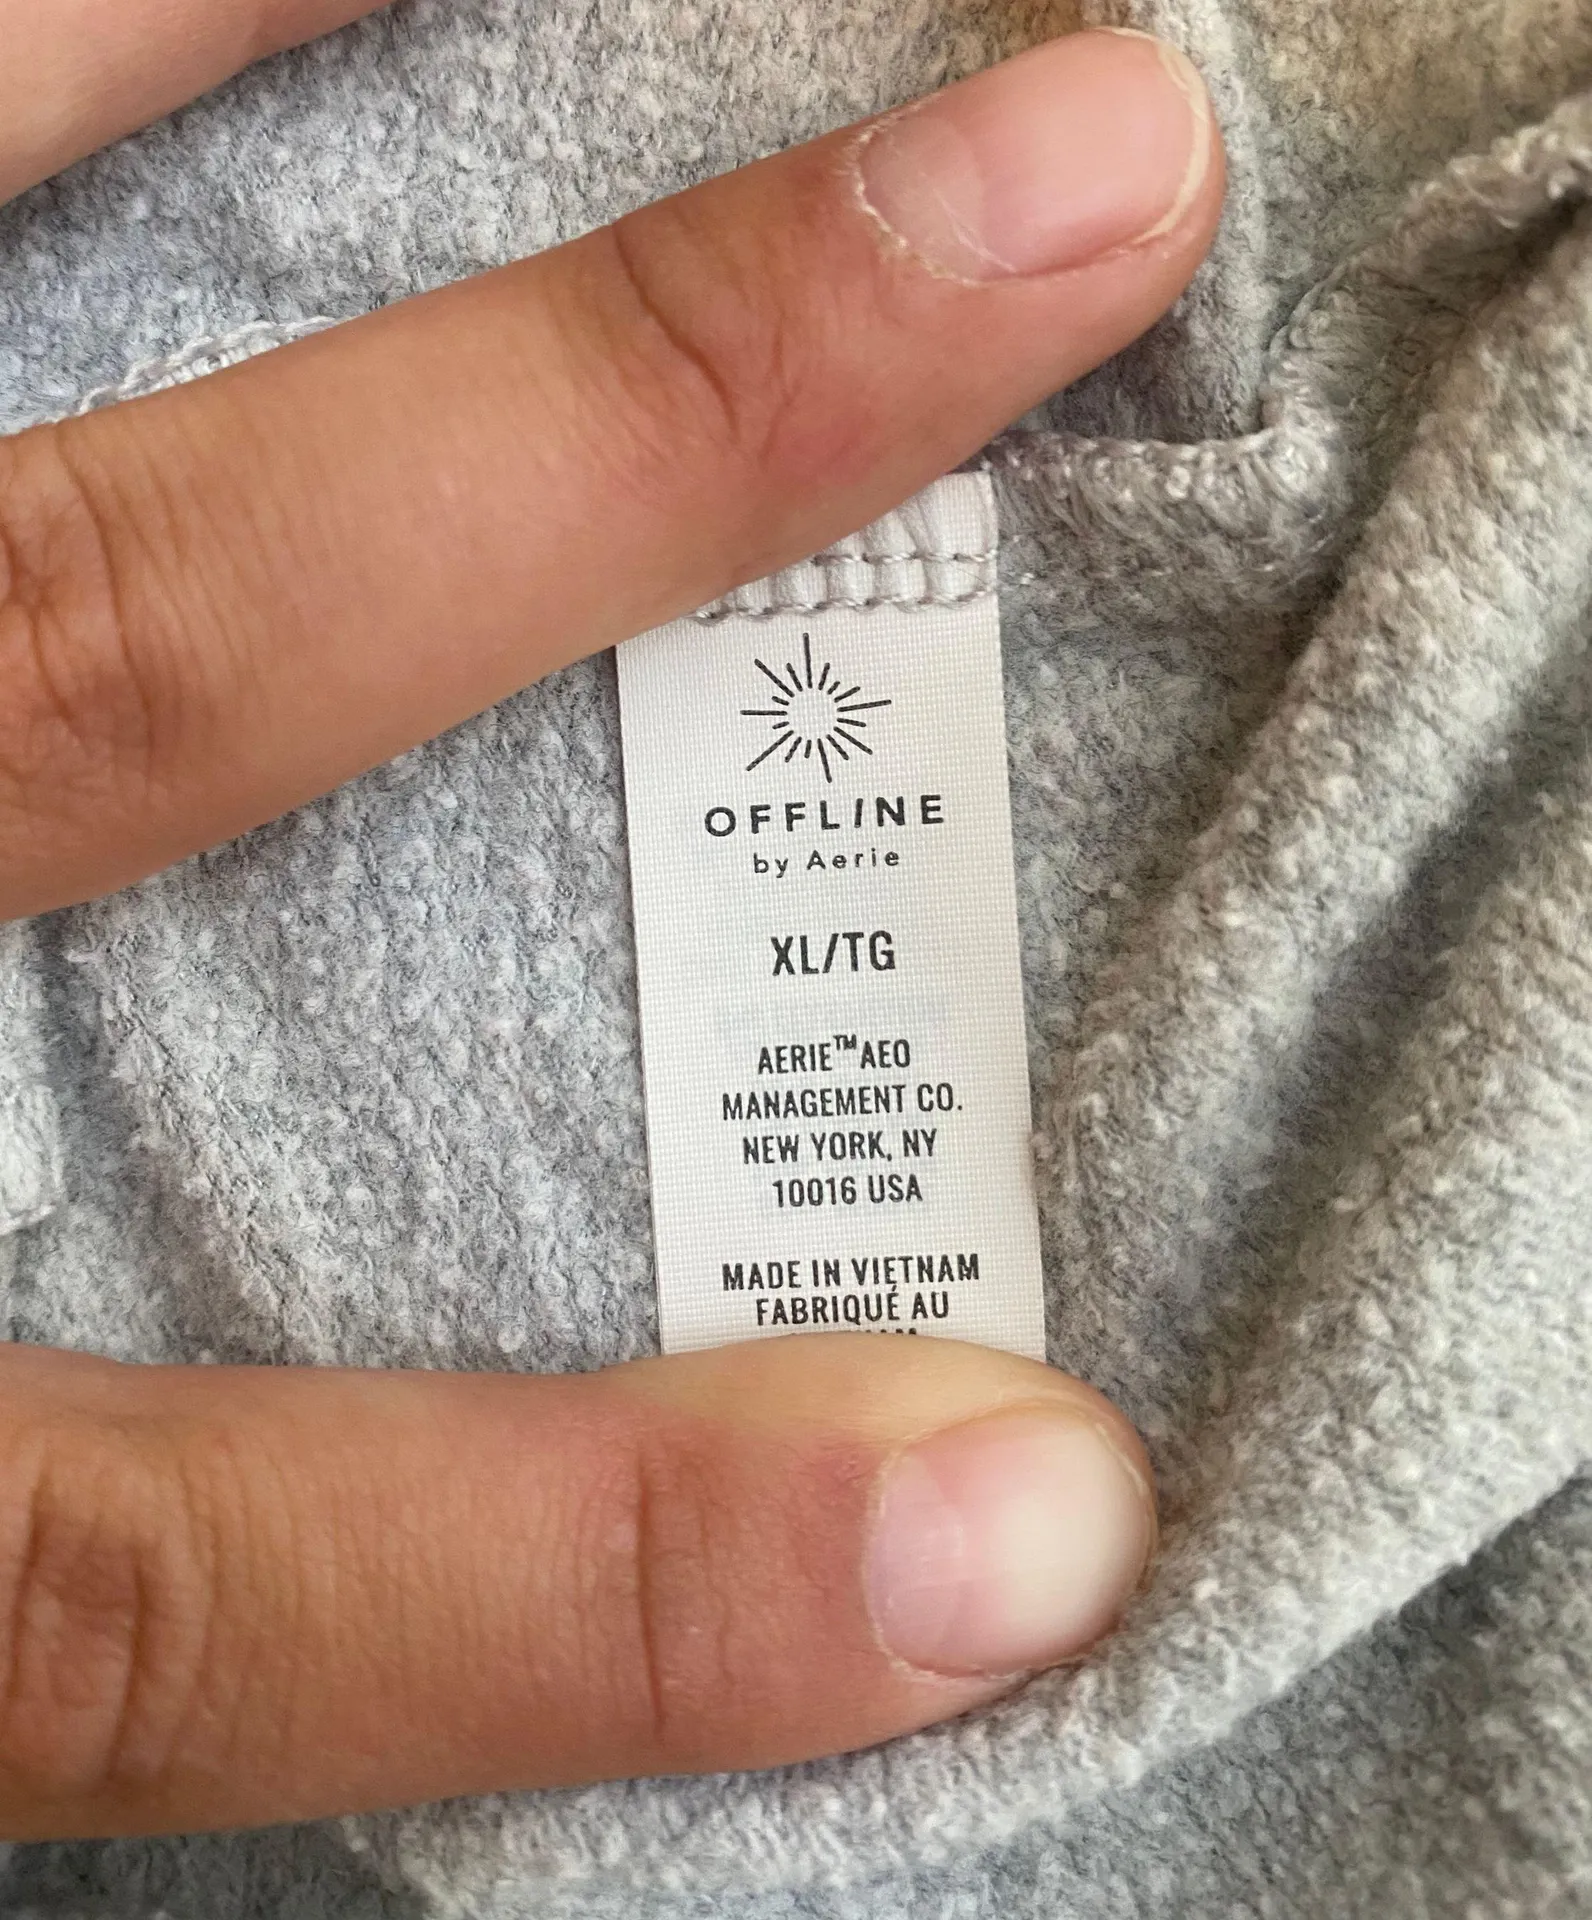 OFFLINE
by Aerie
XL/TG
AERIE™AEO
MANAGEMENT CO.
NEW YORK, NY
10016 USA
MADE IN VIETNAM
FABRIQUÉ AU